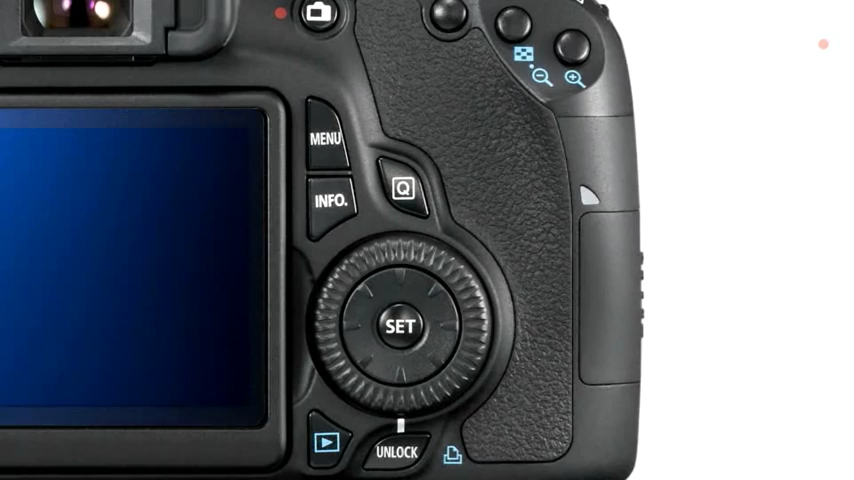 MENU
INFO.
Q
SET
UNLOCK